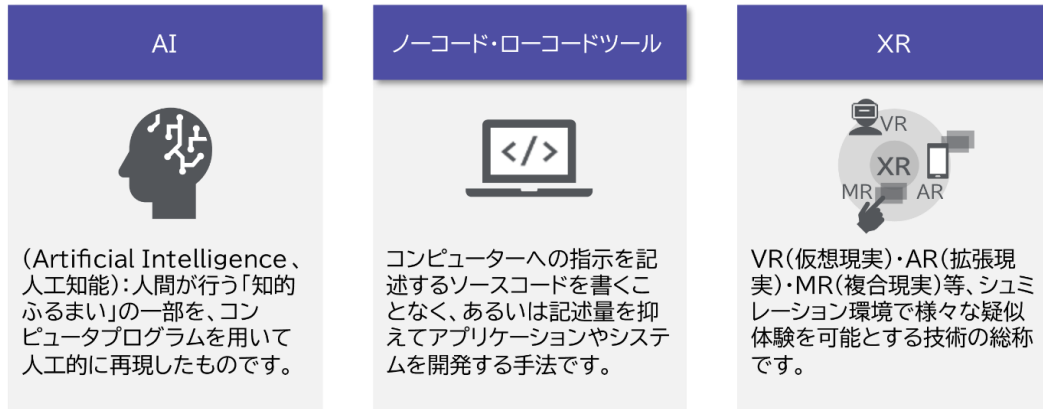 AI
(Artificial Intelligence、
人工知能):人間が行う「知的
ふるまい」の一部を、コン
ピュータプログラムを用いて
人工的に再現したものです。
ノーコード・ローコードツール
</>
コンピューターへの指示を記
述するソースコードを書くこ
となく、あるいは記述量を抑
えてアプリケーションやシステ
ムを開発する手法です。
XR
VR
XR
MR
AR
VR(仮想現実)・AR(拡張現
実)・MR(複合現実)等、シュミ
レーション環境で様々な疑似
体験を可能とする技術の総称
です。